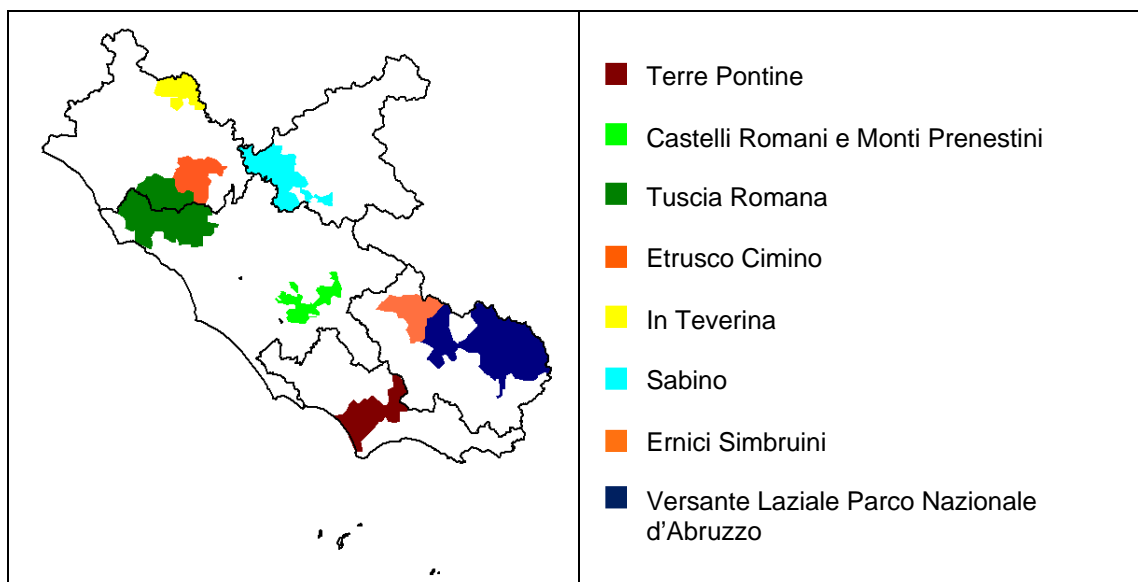 Terre Pontine
Castelli Romani e Monti Prenestini
Tuscia Romana
Etrusco Cimino
In Teverina
Sabino
Ernici Simbruini
Versante Laziale Parco Nazionale
d'Abruzzo